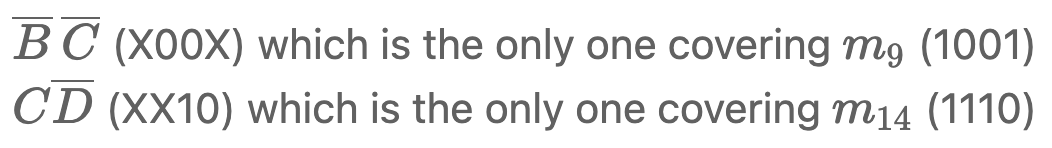 B̅ C̅ (X00X) which is the only one covering m₉ (1001)
CD̅ (XX10) which is the only one covering m₁₄ (1110)